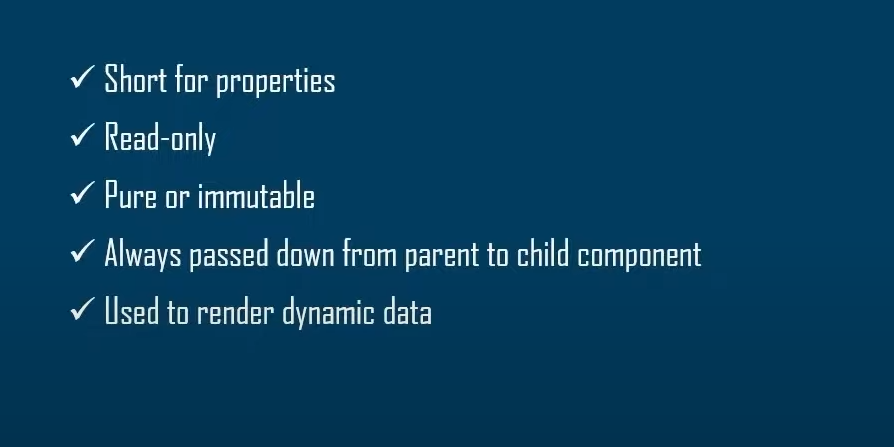 ✓ Short for properties
✓ Read-only
✓ Pure or immutable
✓ Always passed down from parent to child component
✓ Used to render dynamic data